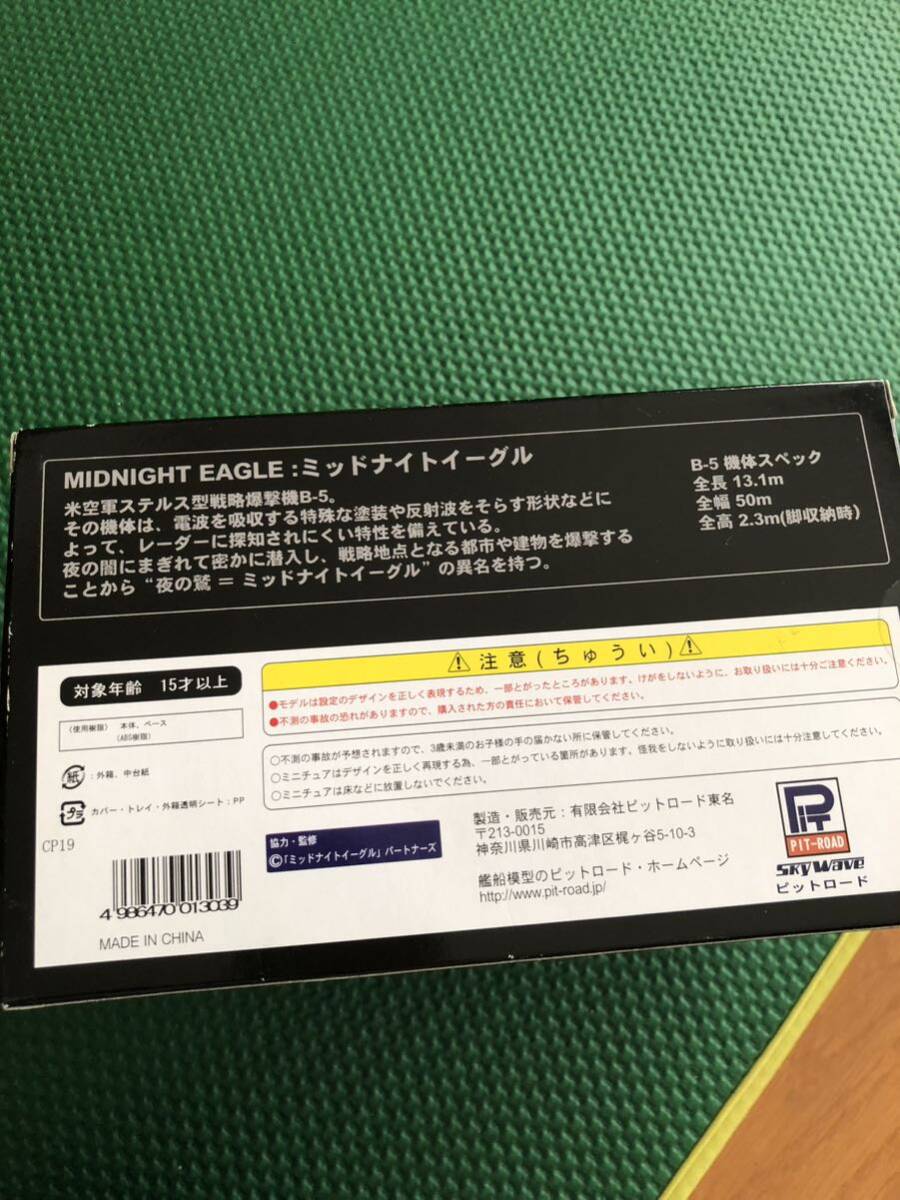 MIDNIGHT EAGLE:ミッドナイトイーグル
米空軍ステルス型戦略爆撃機B-5。
その機体は、電波を吸収する特殊な塗装や反射波をそらす形状などに
よって、レーダーに探知されにくい特性を備えている。
夜の闇にまぎれて密かに潜入し、戦略地点となる都市や建物を爆撃する
ことから “夜の鷲 = ミッドナイトイーグル” の異名を持つ。
B-5 機体スペック
全長 13.1m
全幅 50m
全高 2.3m(脚収納時)
対象年齢 15才以上
〈使用樹脂〉 本体、ベース
(ABS樹脂)
紙 :外箱、中台紙
プラ カバー・トレイ・外箱透明シート:PP
CP19
4 986470 013039
MADE IN CHINA
注意(ちゅうい)
●モデルは設定のデザインを正しく表現するため、一部とがったところがあります。けがをしないように、お取り扱いには十分ご注意ください。
●不測の事故の恐れがありますので、購入された方の責任において保管してください。
○不測の事故が予想されますので、3歳未満のお子様の手の届かない所に保管してください。
○ミニチュアはデザインを正しく再現する為、一部とがっている箇所があります。怪我をしないように取り扱いには十分注意してください。
○ミニチュアは床などに放置しないでください。
協力・監修
©「ミッドナイトイーグル」パートナーズ
製造・販売元:有限会社ピットロード東名
〒213-0015
神奈川県川崎市高津区梶ヶ谷5-10-3
艦船模型のピットロード・ホームページ
http://www.pit-road.jp/
PIT
PIT-ROAD
SKYWAVE
ピットロード